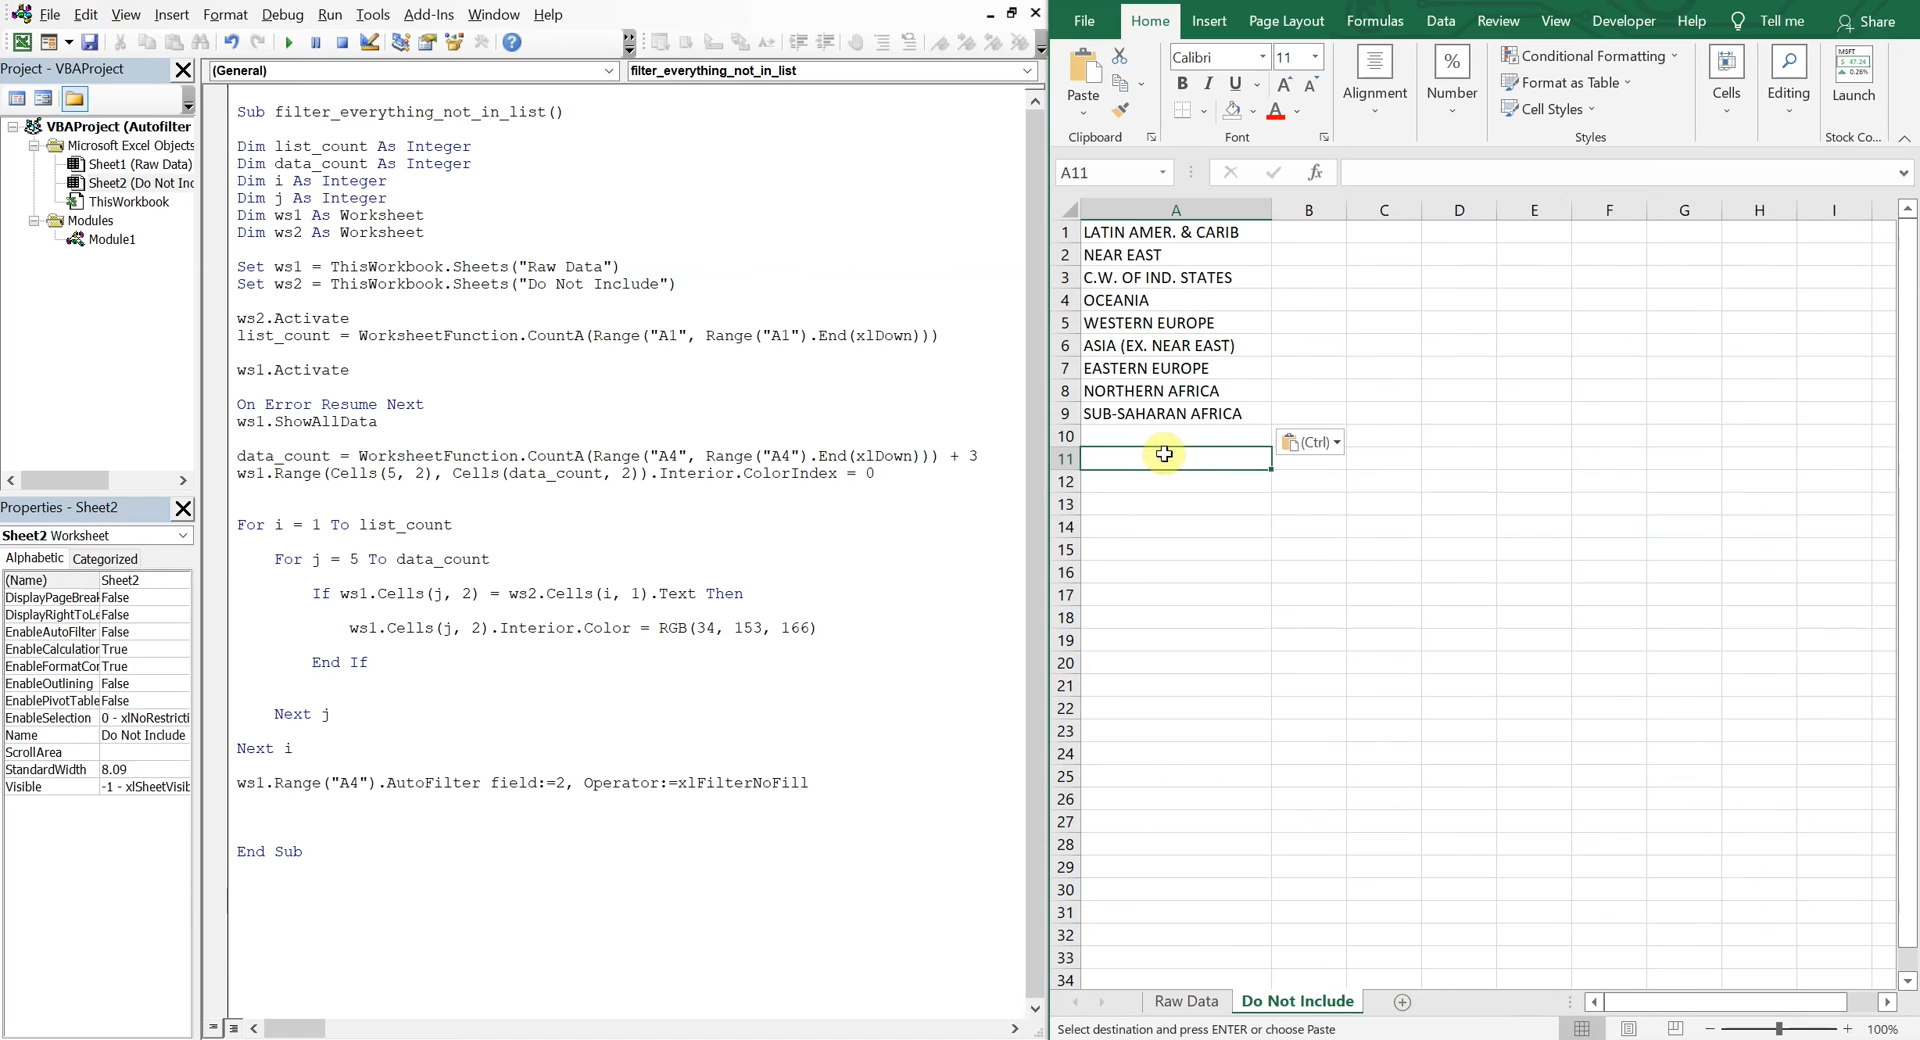 File Edit View Insert Format Debug Run Tools Add-Ins Window Help
Project - VBAProject
VBAProject (Autofilter
Microsoft Excel Objects
Sheet1 (Raw Data)
Sheet2 (Do Not Inc
ThisWorkbook
Modules
Module1
Properties - Sheet2
Sheet2 Worksheet
Alphabetic Categorized
(Name) Sheet2
DisplayPageBreak False
DisplayRightToLe False
EnableAutoFilter False
EnableCalculation True
EnableFormatCor True
EnableOutlining False
EnablePivotTable False
EnableSelection 0 - xlNoRestricti
Name Do Not Include
ScrollArea
StandardWidth 8.09
Visible -1 - xlSheetVisib
(General) filter_everything_not_in_list
Sub filter_everything_not_in_list()
Dim list_count As Integer
Dim data_count As Integer
Dim i As Integer
Dim j As Integer
Dim ws1 As Worksheet
Dim ws2 As Worksheet
Set ws1 = ThisWorkbook.Sheets("Raw Data")
Set ws2 = ThisWorkbook.Sheets("Do Not Include")
ws2.Activate
list_count = WorksheetFunction.CountA(Range("A1", Range("A1").End(xlDown)))
ws1.Activate
On Error Resume Next
ws1.ShowAllData
data_count = WorksheetFunction.CountA(Range("A4", Range("A4").End(xlDown))) + 3
ws1.Range(Cells(5, 2), Cells(data_count, 2)).Interior.ColorIndex = 0
For i = 1 To list_count
For j = 5 To data_count
If ws1.Cells(j, 2) = ws2.Cells(i, 1).Text Then
ws1.Cells(j, 2).Interior.Color = RGB(34, 153, 166)
End If
Next j
Next i
ws1.Range("A4").AutoFilter field:=2, Operator:=xlFilterNoFill
End Sub
File Home Insert Page Layout Formulas Data Review View Developer Help Tell me Share
Paste
Clipboard
Calibri 11
B I U A A
A
Font
Alignment
%
Number
Conditional Formatting
Format as Table
Cell Styles
Styles
Cells
Editing
MSFT
$ 47.24
0.26%
Launch
Stock Co...
A11 fx
A B C D E F G H I
1 LATIN AMER. & CARIB
2 NEAR EAST
3 C.W. OF IND. STATES
4 OCEANIA
5 WESTERN EUROPE
6 ASIA (EX. NEAR EAST)
7 EASTERN EUROPE
8 NORTHERN AFRICA
9 SUB-SAHARAN AFRICA
10 (Ctrl)
11
12
13
14
15
16
17
18
19
20
21
22
23
24
25
26
27
28
29
30
31
32
33
34
Raw Data Do Not Include
Select destination and press ENTER or choose Paste 100%